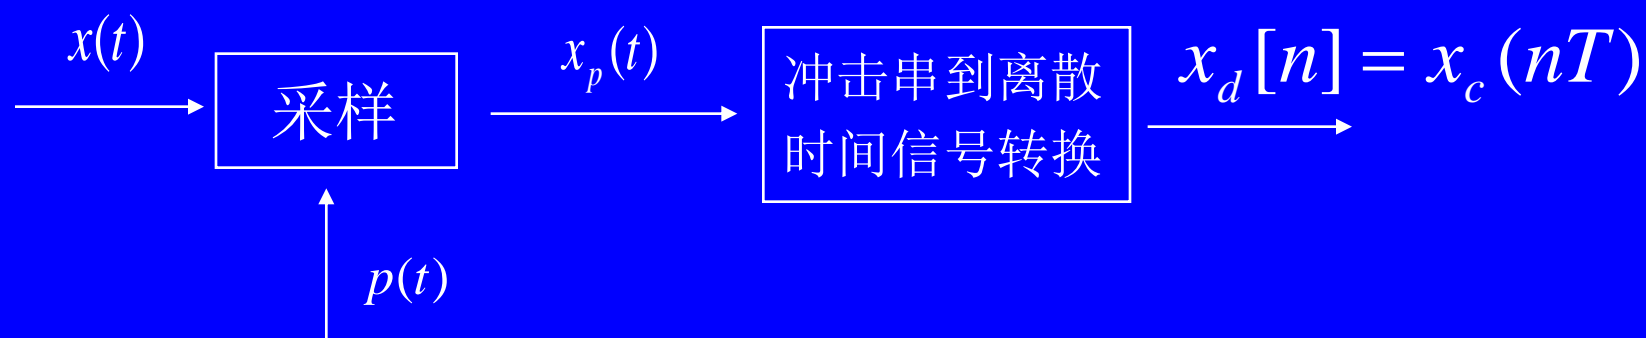 x(t)
采样
p(t)
x_p(t)
冲击串到离散
时间信号转换
x_d[n] = x_c(nT)